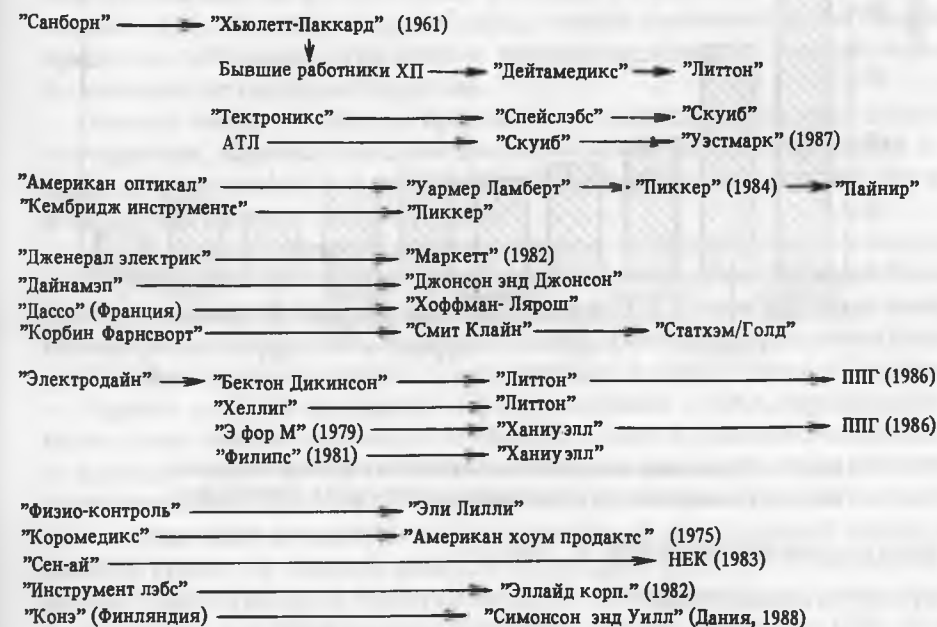 "Санборн" → "Хьюлетт-Паккард" (1961)
↓
Бывшие работники ХП → "Дейтамедикс" → "Литтон"
"Тектроникс" → "Спейслэбс" → "Скуиб"
АТЛ → "Скуиб" → "Уэстмарк" (1987)
"Американ оптикал" → "Уармер Ламберт" → "Пиккер" (1984) → "Пайнир"
"Кембридж инструментс" → "Пиккер"
"Дженерал электрик" → "Маркетт" (1982)
"Дайнамэп" → "Джонсон энд Джонсон"
"Дассо" (Франция) → "Хоффман- Лярош"
"Корбин Фарнсворт" → "Смит Клайн" → "Статхэм/Голд"
"Электродайн" → "Бектон Дикинсон" → "Литтон" → ППГ (1986)
"Хеллиг" → "Литтон"
"Э фор М" (1979) → "Ханиуэлл" → ППГ (1986)
"Филипс" (1981) → "Ханиуэлл"
"Физио-контроль" → "Эли Лилли"
"Коромедикс" → "Американ хоум продактс" (1975)
"Сен-ай" → НЕК (1983)
"Инструмент лэбс" → "Эллайд корп." (1982)
"Конэ" (Финляндия) → "Симонсон энд Уилл" (Дания, 1988)